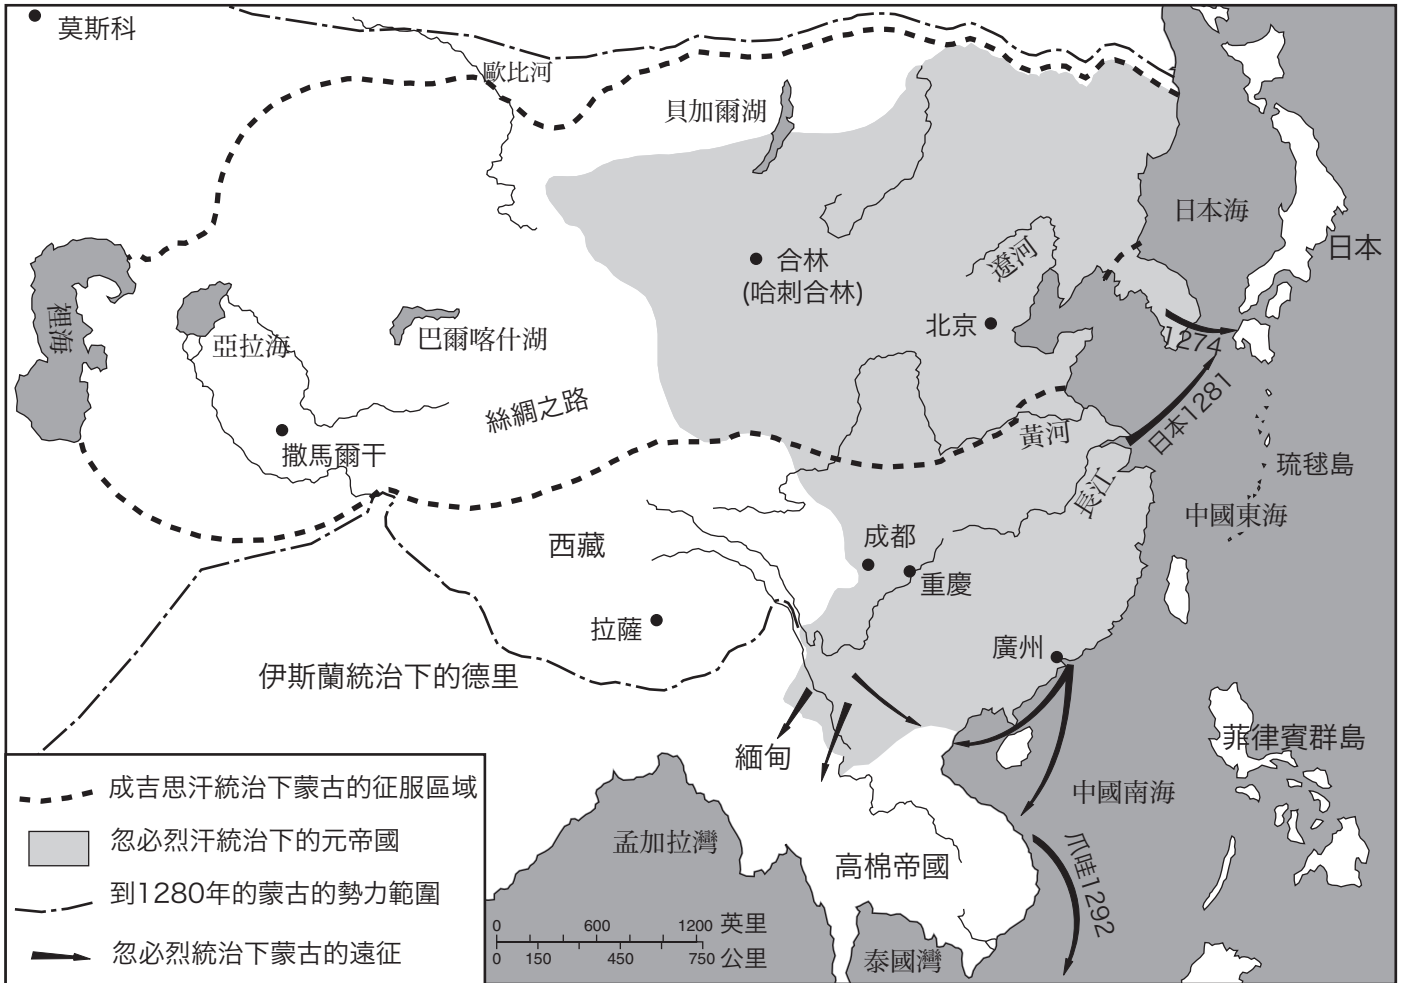 莫斯科
歐比河
貝加爾湖
日本海
日本
合林
(哈刺合林)
遼河
北京
裡海
亞拉海
巴爾喀什湖
1274
絲綢之路
日本1281
撒馬爾干
黃河
琉毬島
長江
中國東海
西藏
成都
重慶
拉薩
廣州
伊斯蘭統治下的德里
緬甸
菲律賓群島
中國南海
孟加拉灣
高棉帝國
爪哇1292
泰國灣
成吉思汗統治下蒙古的征服區域
忽必烈汗統治下的元帝國
到1280年的蒙古的勢力範圍
忽必烈統治下蒙古的遠征
0 600 1200 英里
0 150 450 750 公里